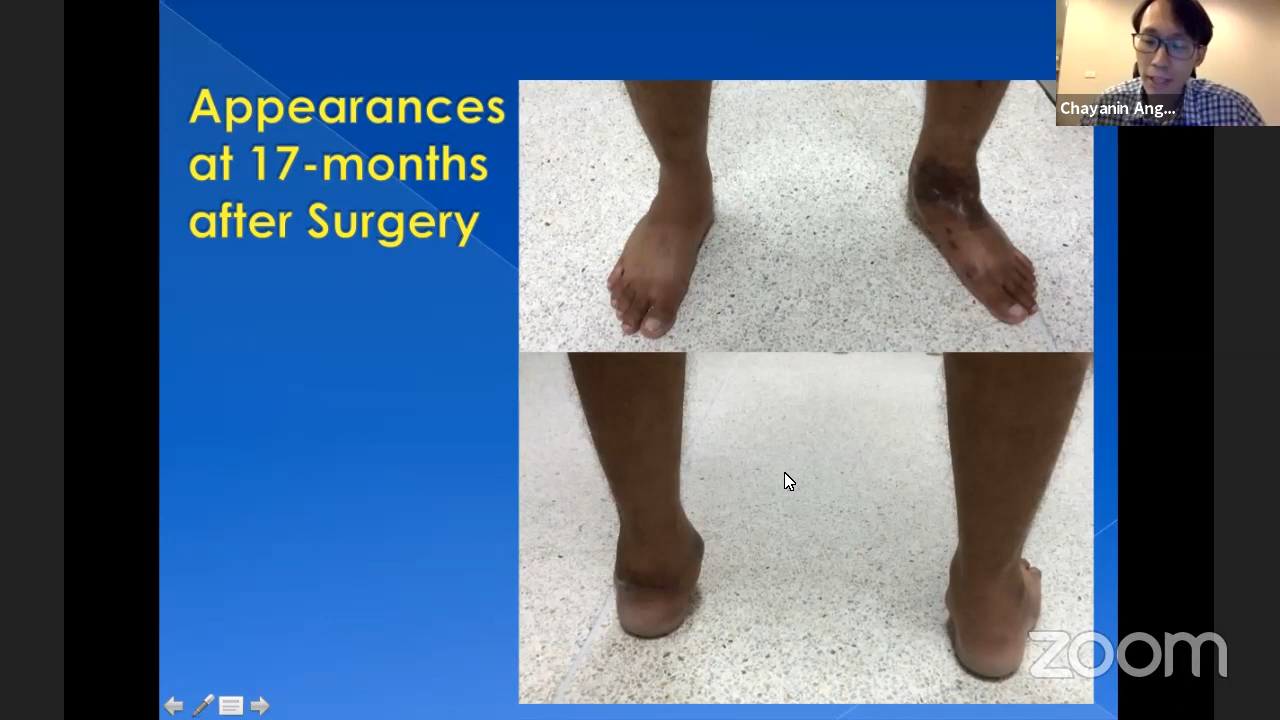 Appearances
at 17-months
after Surgery
Chayanin Ang...
zoom